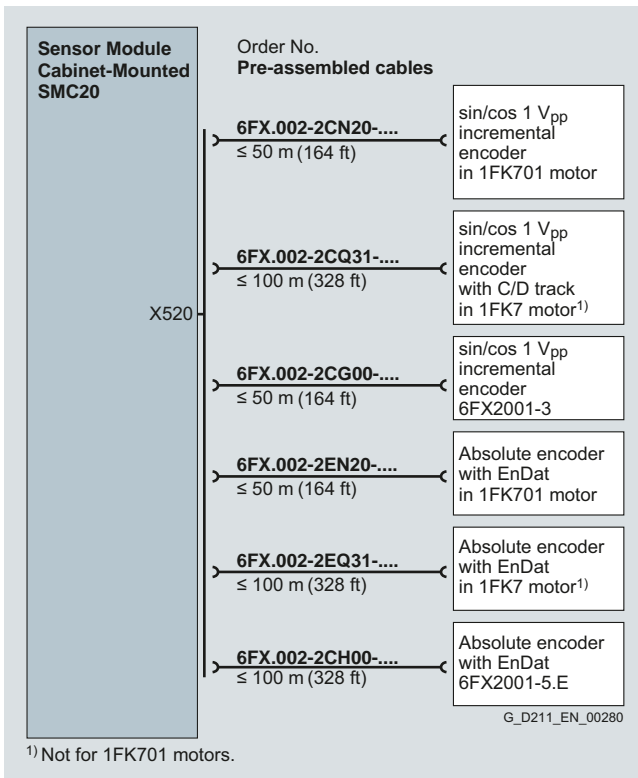 Sensor Module
Cabinet-Mounted
SMC20
Order No.
Pre-assembled cables
6FX.002-2CN20-....
≤ 50 m (164 ft)
sin/cos 1 Vpp
incremental
encoder
in 1FK701 motor
6FX.002-2CQ31-....
≤ 100 m (328 ft)
sin/cos 1 Vpp
incremental
encoder
with C/D track
in 1FK7 motor1)
X520
6FX.002-2CG00-....
≤ 50 m (164 ft)
sin/cos 1 Vpp
incremental
encoder
6FX2001-3
6FX.002-2EN20-....
≤ 50 m (164 ft)
Absolute encoder
with EnDat
in 1FK701 motor
6FX.002-2EQ31-....
≤ 100 m (328 ft)
Absolute encoder
with EnDat
in 1FK7 motor1)
6FX.002-2CH00-....
≤ 100 m (328 ft)
Absolute encoder
with EnDat
6FX2001-5.E
G_D211_EN_00280
1) Not for 1FK701 motors.